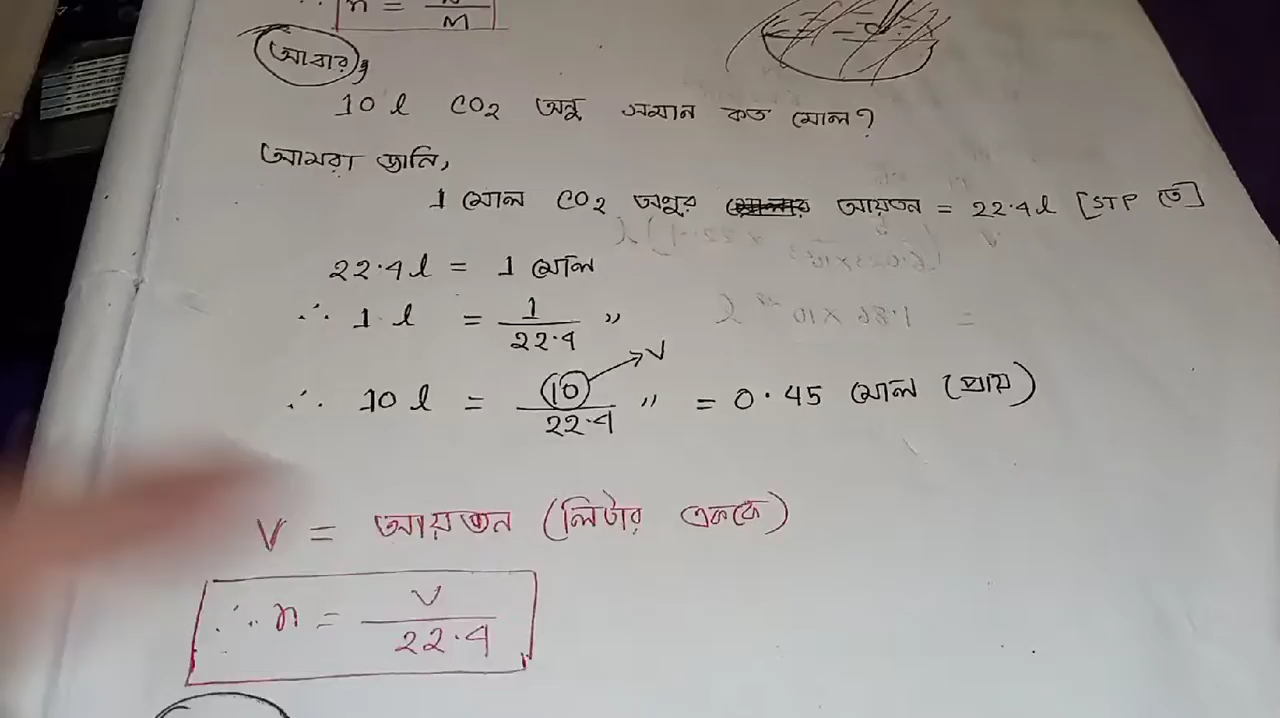 n = W/M
আবার,
10 l CO2 অনু সমান কত মোল?
আমরা জানি,
1 মোল CO2 অনুর আয়তন = 22.4 l [STP তে]
22.4 l = 1 মোল
∴ 1 l = 1/22.4 "
∴ 10 l = 10/22.4 " = 0.45 মোল (প্রায়)
V
V = আয়তন (লিটার এককে)
∴ n = V/22.4